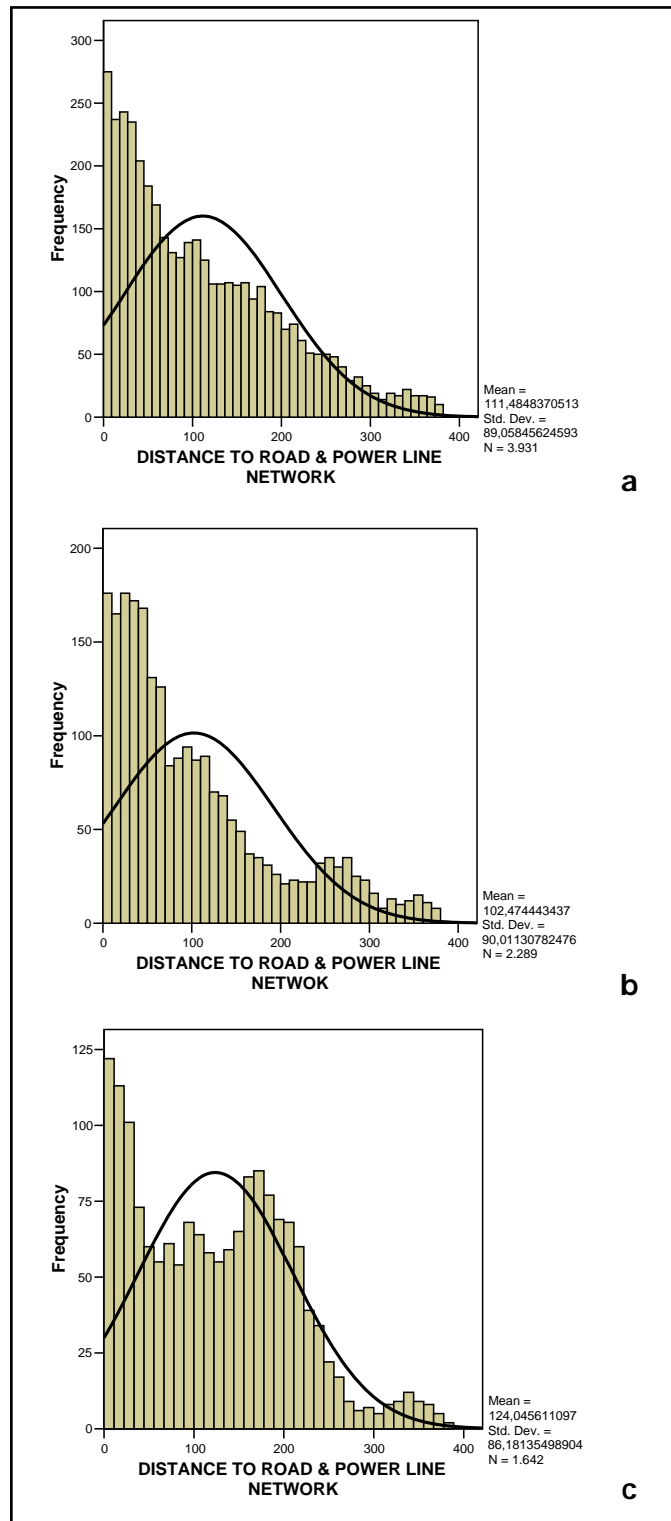 300
250
200
150
100
50
0
Frequency
0 100 200 300 400
DISTANCE TO ROAD & POWER LINE
NETWORK
Mean =
111,4848370513
Std. Dev. =
89,05845624593
N = 3.931
a
200
150
100
50
0
Frequency
0 100 200 300 400
DISTANCE TO ROAD & POWER LINE
NETWOK
Mean =
102,474443437
Std. Dev. =
90,01130782476
N = 2.289
b
125
100
75
50
25
0
Frequency
0 100 200 300 400
DISTANCE TO ROAD & POWER LINE
NETWORK
Mean =
124,045611097
Std. Dev. =
86,18135498904
N = 1.642
c